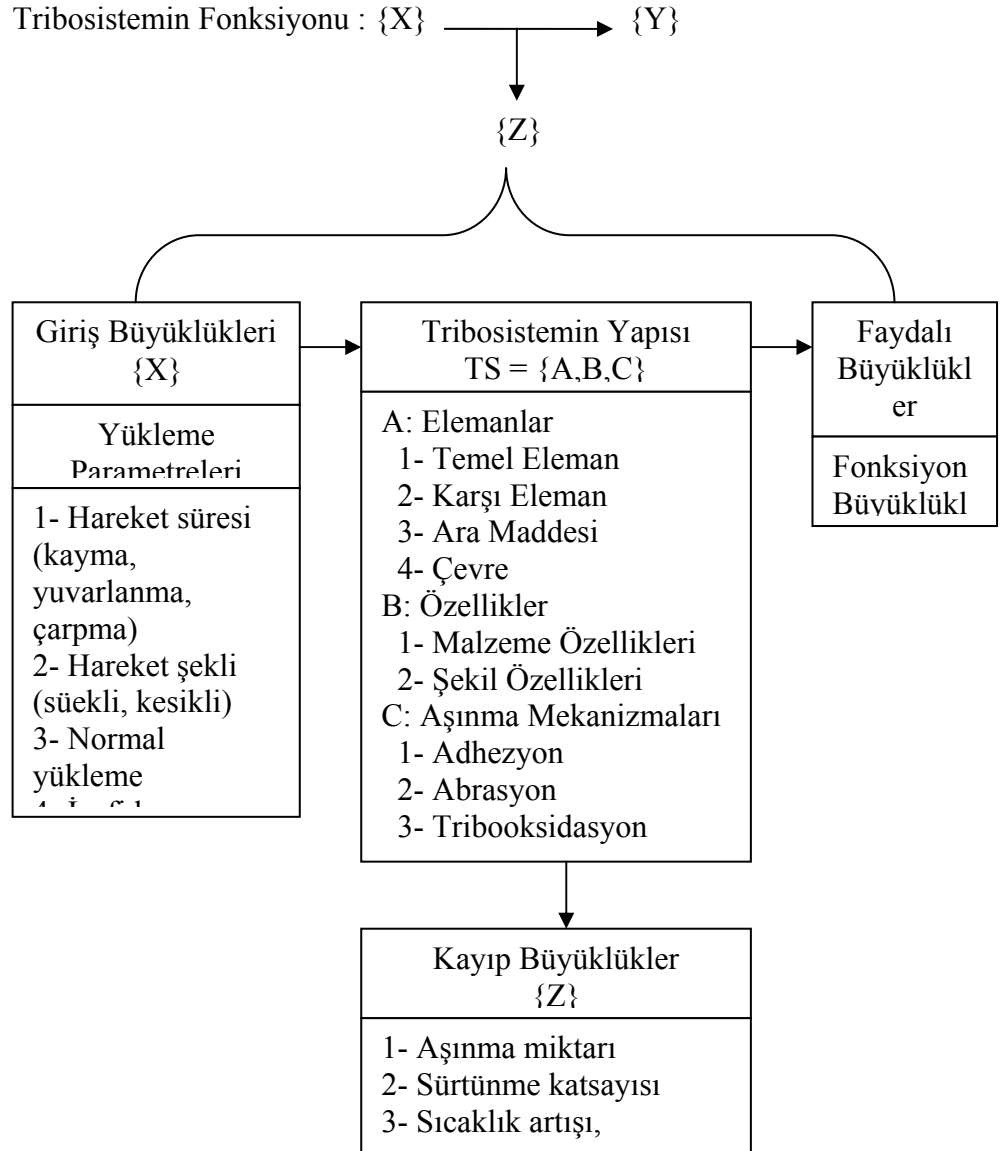 Tribosistemin Fonksiyonu : {X}
{Y}
{Z}
Giriş Büyüklükleri
{X}
Yükleme
Parametreleri
1- Hareket süresi
(kayma,
yuvarlanma,
çarpma)
2- Hareket şekli
(süekli, kesikli)
3- Normal
yükleme
Tribosistemin Yapısı
TS = {A,B,C}
A: Elemanlar
1- Temel Eleman
2- Karşı Eleman
3- Ara Maddesi
4- Çevre
B: Özellikler
1- Malzeme Özellikleri
2- Şekil Özellikleri
C: Aşınma Mekanizmaları
1- Adhezyon
2- Abrasyon
3- Tribooksidasyon
Faydalı
Büyüklükl
er
Fonksiyon
Büyüklükl
Kayıp Büyüklükler
{Z}
1- Aşınma miktarı
2- Sürtünme katsayısı
3- Sıcaklık artışı,